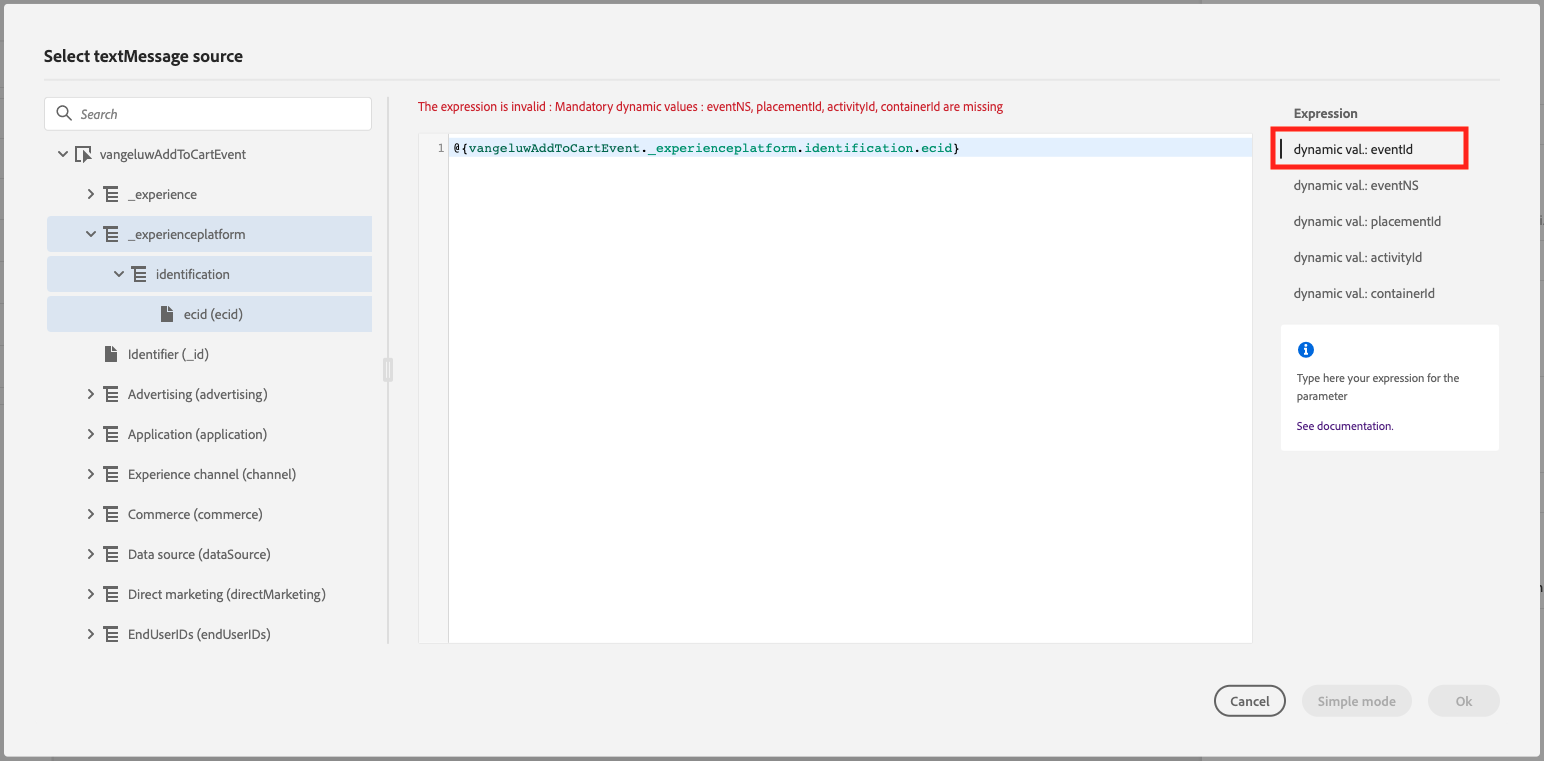 Select textMessage source
Search
vangeluwAddToCartEvent
_experience
_experienceplatform
identification
ecid (ecid)
Identifier (_id)
Advertising (advertising)
Application (application)
Experience channel (channel)
Commerce (commerce)
Data source (dataSource)
Direct marketing (directMarketing)
EndUserIDs (endUserIDs)
The expression is invalid : Mandatory dynamic values : eventNS, placementId, activityId, containerId are missing
1 @{vangeluwAddToCartEvent._experienceplatform.identification.ecid}
Expression
dynamic val.: eventId
dynamic val.: eventNS
dynamic val.: placementId
dynamic val.: activityId
dynamic val.: containerId
Type here your expression for the
parameter
See documentation.
Cancel
Simple mode
Ok